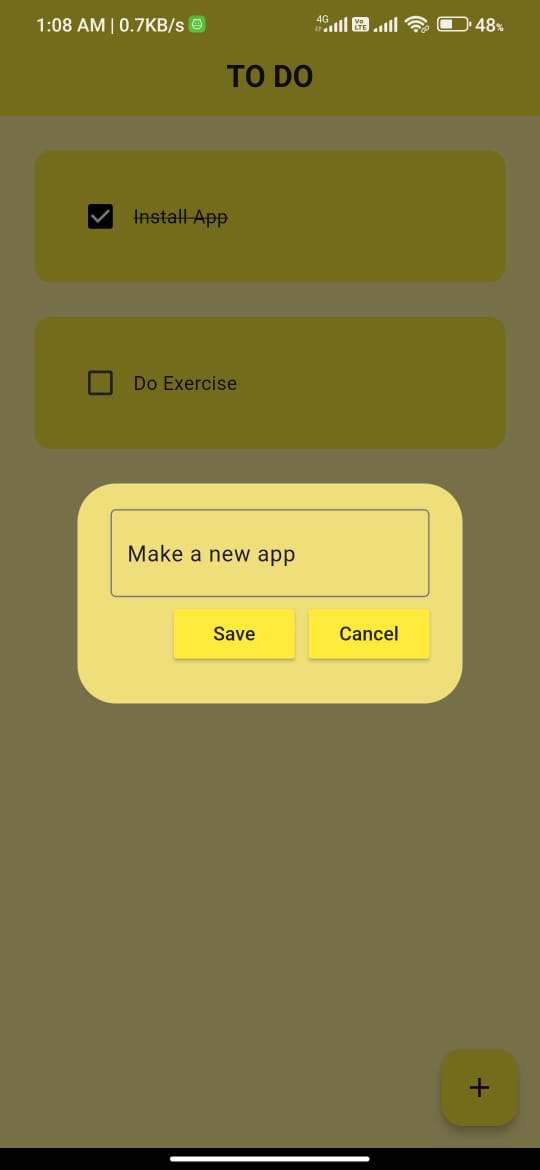 1:08 AM | 0.7KB/s 4G Vo LTE 48%
TO DO
Install App
Do Exercise
Make a new app
Save Cancel
+